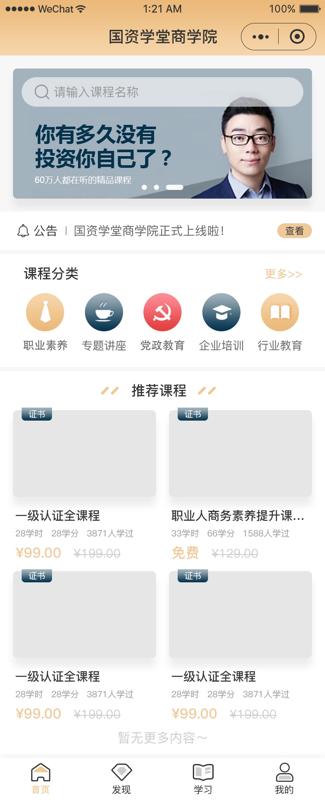 WeChat 1:21 AM 100%
国资学堂商学院
请输入课程名称
你有多久没有
投资你自己了？
60万人都在听的精品课程
公告 | 国资学堂商学院正式上线啦！ 查看
课程分类 更多>>
职业素养 专题讲座 党政教育 企业培训 行业教育
推荐课程
证书 证书
一级认证全课程 职业人商务素养提升课...
28学时 28学分 3871人学过 33学时 66学分 1588人学过
¥99.00 ¥199.00 免费 ¥129.00
证书 证书
一级认证全课程 一级认证全课程
28学时 28学分 3871人学过 28学时 28学分 3871人学过
¥99.00 ¥199.00 ¥99.00 ¥199.00
暂无更多内容～
首页 发现 学习 我的